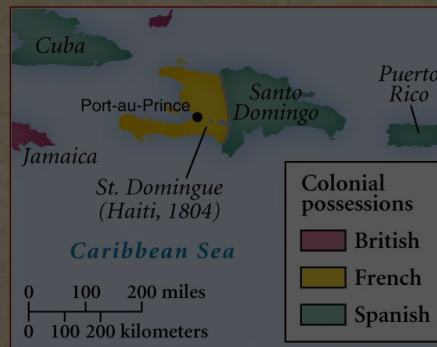 Cuba
Port-au-Prince
Santo
Domingo
Puerto
Rico
Jamaica
St. Domingue
(Haiti, 1804)
Caribbean Sea
0 100 200 miles
0 100 200 kilometers
Colonial
possessions
British
French
Spanish